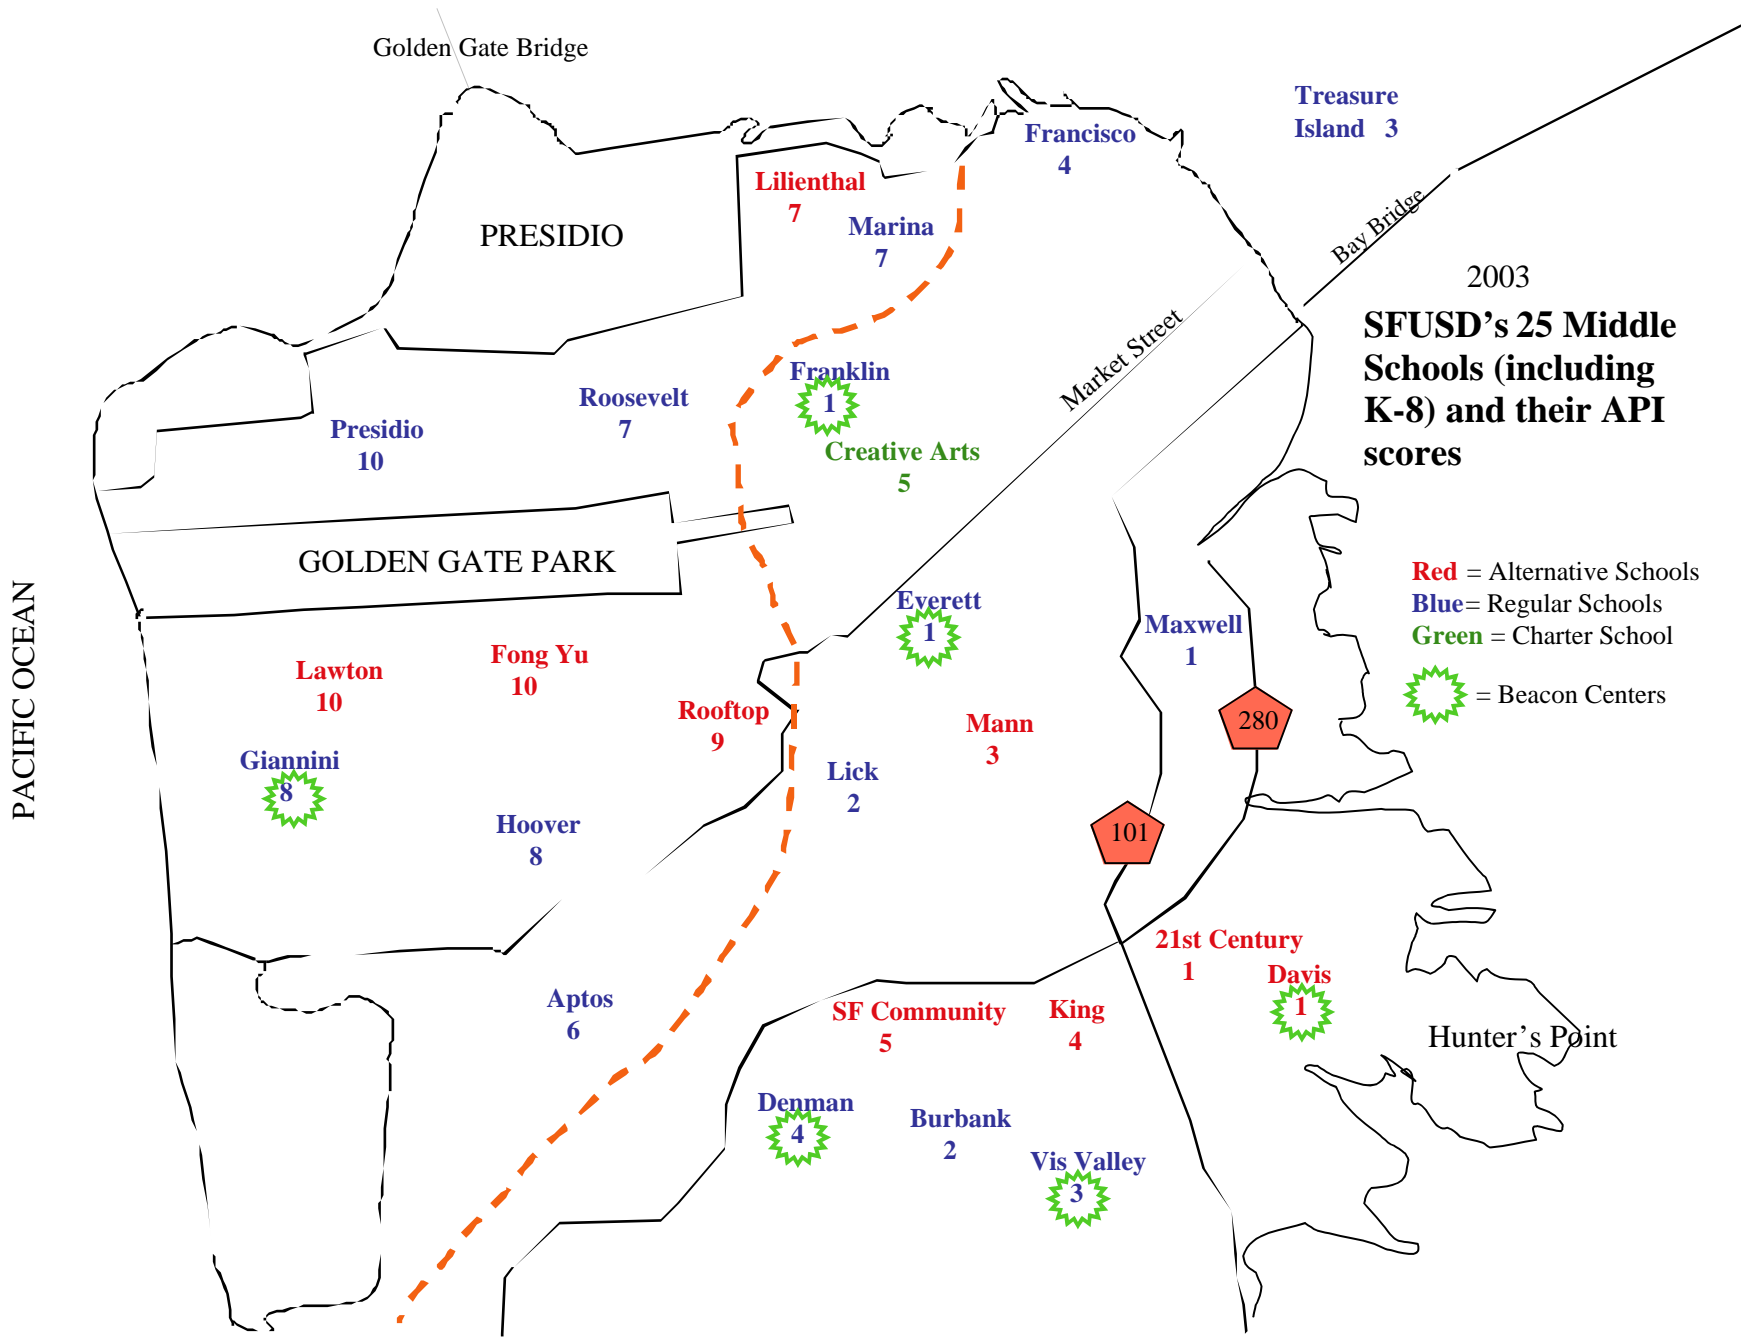 Golden Gate Bridge
Treasure
Island 3
Francisco
4
Lilienthal
7
Marina
7
PRESIDIO
Bay Bridge
2003
SFUSD's 25 Middle
Schools (including
K-8) and their API
scores
Market Street
Franklin
1
Roosevelt
7
Presidio
10
Creative Arts
5
GOLDEN GATE PARK
PACIFIC OCEAN
Red = Alternative Schools
Blue= Regular Schools
Green = Charter School
= Beacon Centers
Everett
1
Maxwell
1
Lawton
10
Fong Yu
10
Rooftop
9
Mann
3
280
Giannini
8
Lick
2
Hoover
8
101
21st Century
1
Davis
1
Aptos
6
SF Community
5
King
4
Hunter's Point
Denman
4
Burbank
2
Vis Valley
3